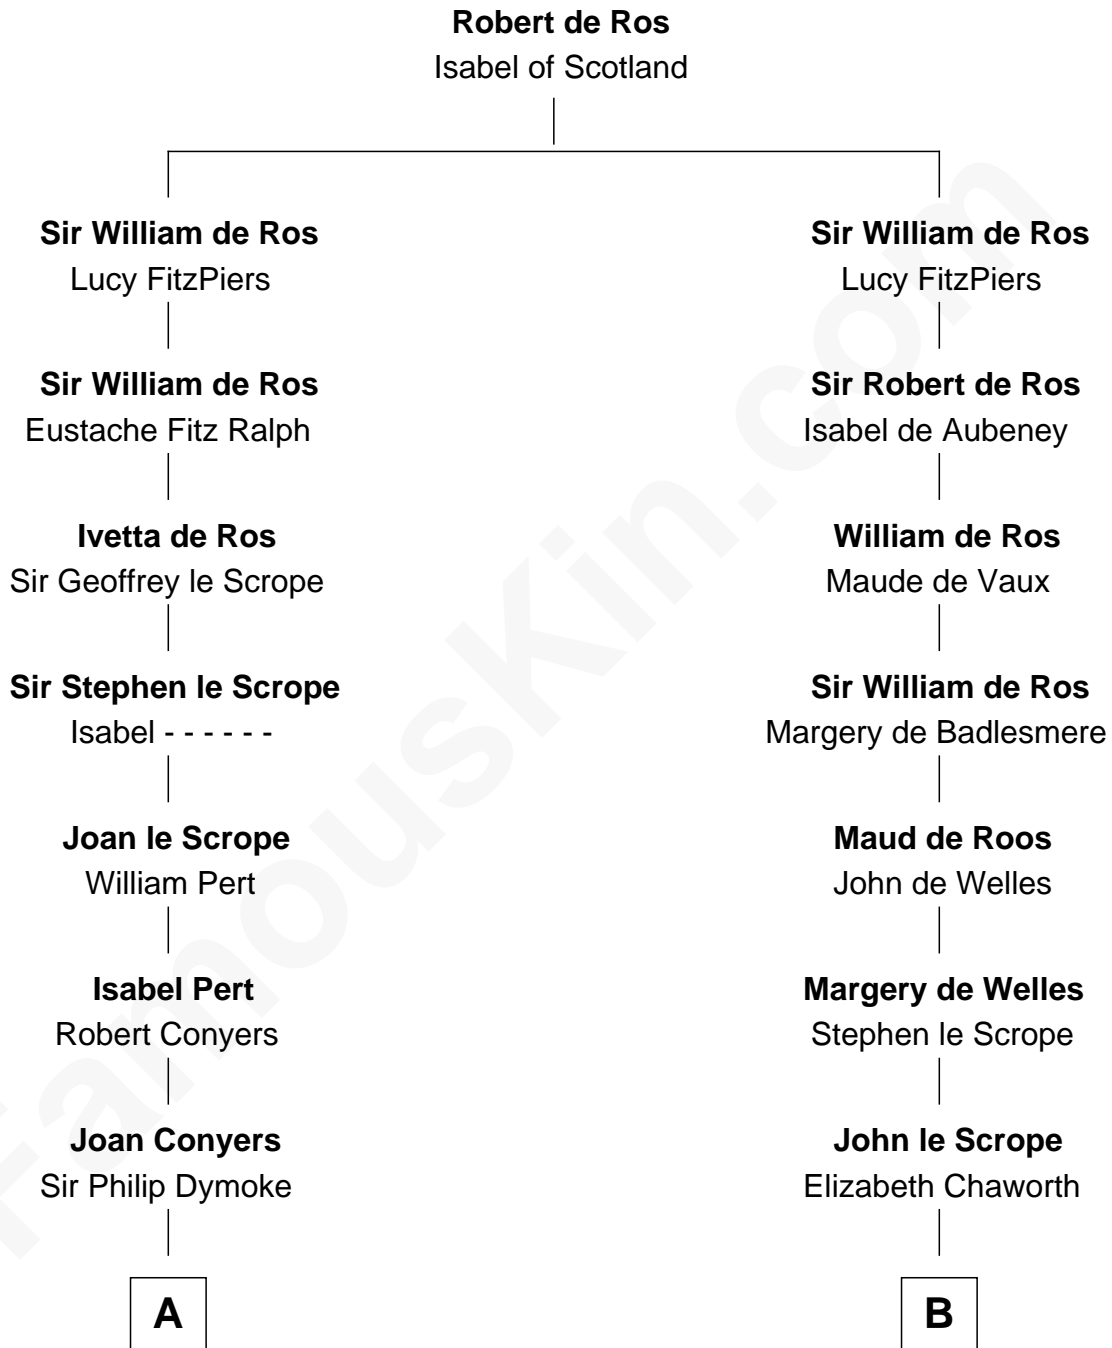 Robert de Ros
Isabel of Scotland
Sir William de Ros
Lucy FitzPiers
Sir William de Ros
Eustache Fitz Ralph
Ivetta de Ros
Sir Geoffrey le Scrope
Sir Stephen le Scrope
Isabel - - - - - -
Joan le Scrope
William Pert
Isabel Pert
Robert Conyers
Joan Conyers
Sir Philip Dymoke
A
Sir William de Ros
Lucy FitzPiers
Sir Robert de Ros
Isabel de Aubeney
William de Ros
Maude de Vaux
Sir William de Ros
Margery de Badlesmere
Maud de Roos
John de Welles
Margery de Welles
Stephen le Scrope
John le Scrope
Elizabeth Chaworth
B
FamousKin.com